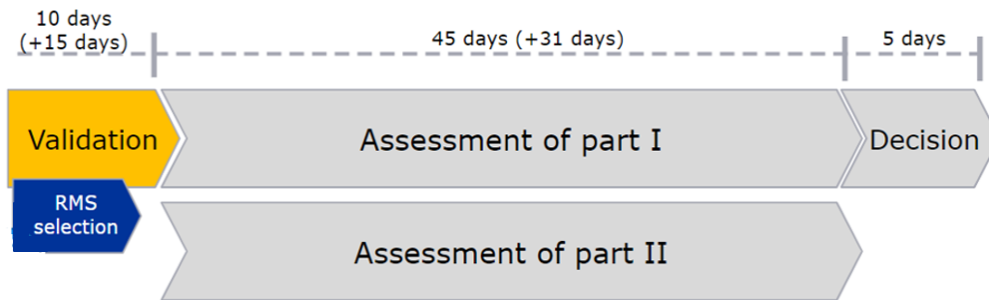 10 days
(+15 days)
45 days (+31 days)
5 days
Validation
Assessment of part I
Decision
RMS
selection
Assessment of part II